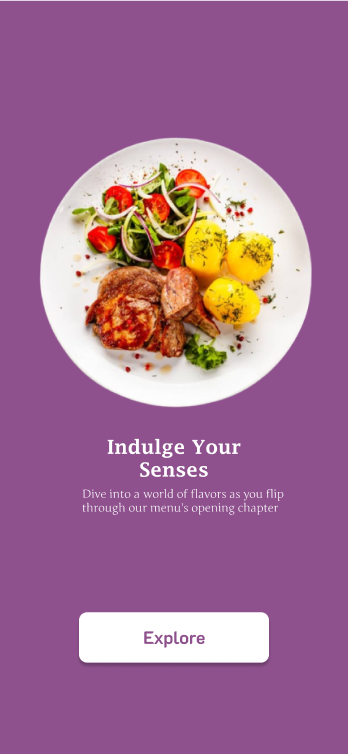 Indulge Your
Senses
Dive into a world of flavors as you flip
through our menu's opening chapter
Explore